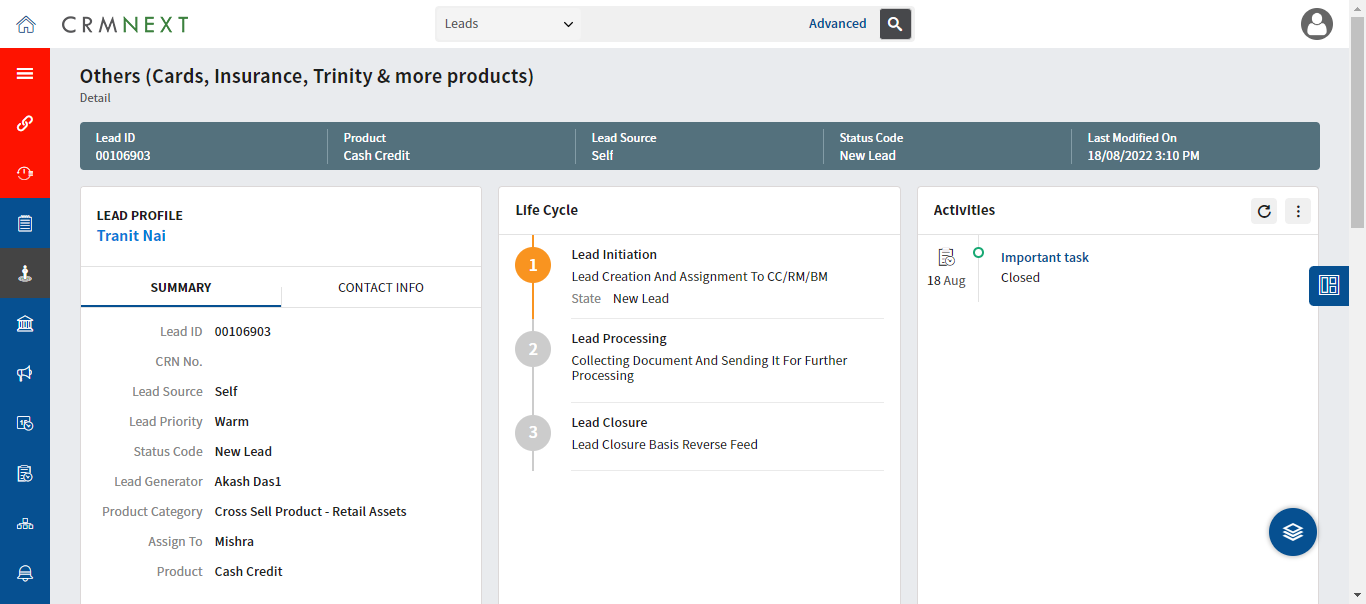 CRMNEXT
Leads
Advanced
Others (Cards, Insurance, Trinity & more products)
Detail
Lead ID
00106903
Product
Cash Credit
Lead Source
Self
Status Code
New Lead
Last Modified On
18/08/2022 3:10 PM
LEAD PROFILE
Tranit Nai
SUMMARY
CONTACT INFO
Lead ID 00106903
CRN No.
Lead Source Self
Lead Priority Warm
Status Code New Lead
Lead Generator Akash Das1
Product Category Cross Sell Product - Retail Assets
Assign To Mishra
Product Cash Credit
Life Cycle
1
Lead Initiation
Lead Creation And Assignment To CC/RM/BM
State New Lead
2
Lead Processing
Collecting Document And Sending It For Further
Processing
3
Lead Closure
Lead Closure Basis Reverse Feed
Activities
18 Aug
Important task
Closed